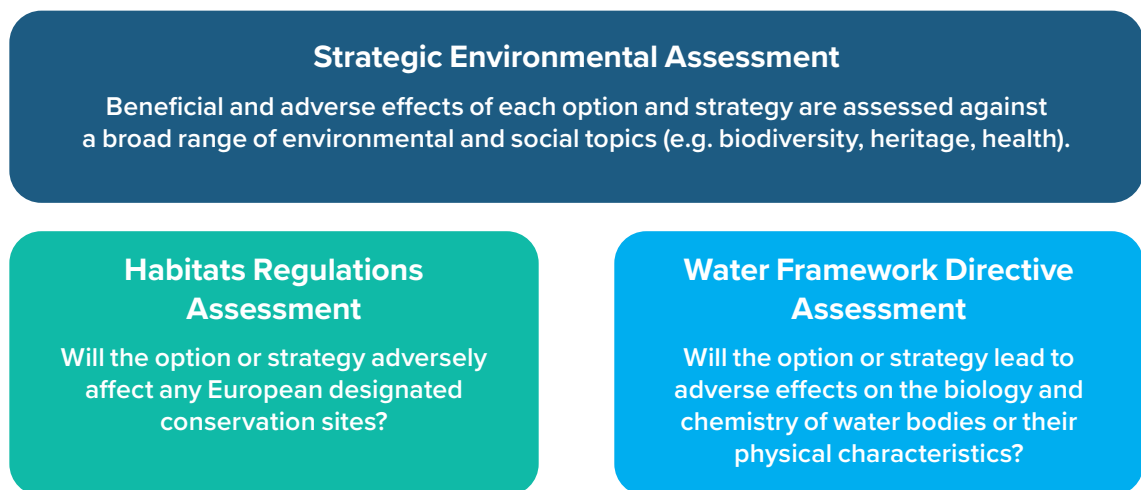 Strategic Environmental Assessment
Beneficial and adverse effects of each option and strategy are assessed against
a broad range of environmental and social topics (e.g. biodiversity, heritage, health).
Habitats Regulations
Assessment
Will the option or strategy adversely
affect any European designated
conservation sites?
Water Framework Directive
Assessment
Will the option or strategy lead to
adverse effects on the biology and
chemistry of water bodies or their
physical characteristics?